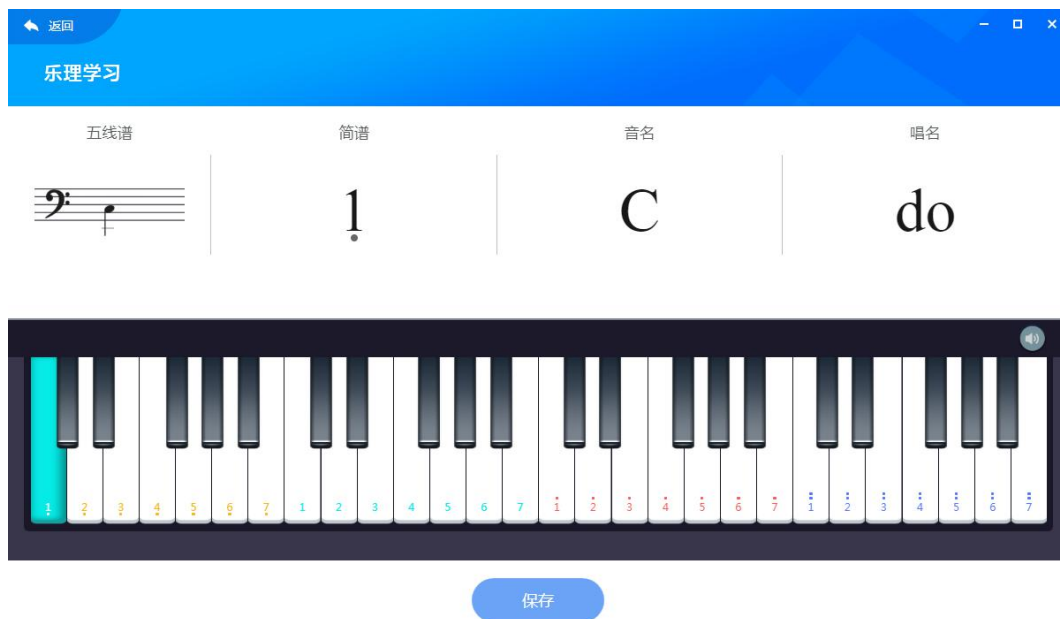 返回
乐理学习
五线谱 简谱 音名 唱名
1̣ C do
1̣ 2̣ 3̣ 4̣ 5̣ 6̣ 7̣ 1 2 3 4 5 6 7 1̇ 2̇ 3̇ 4̇ 5̇ 6̇ 7̇ 1̈ 2̈ 3̈ 4̈ 5̈ 6̈ 7̈
保存